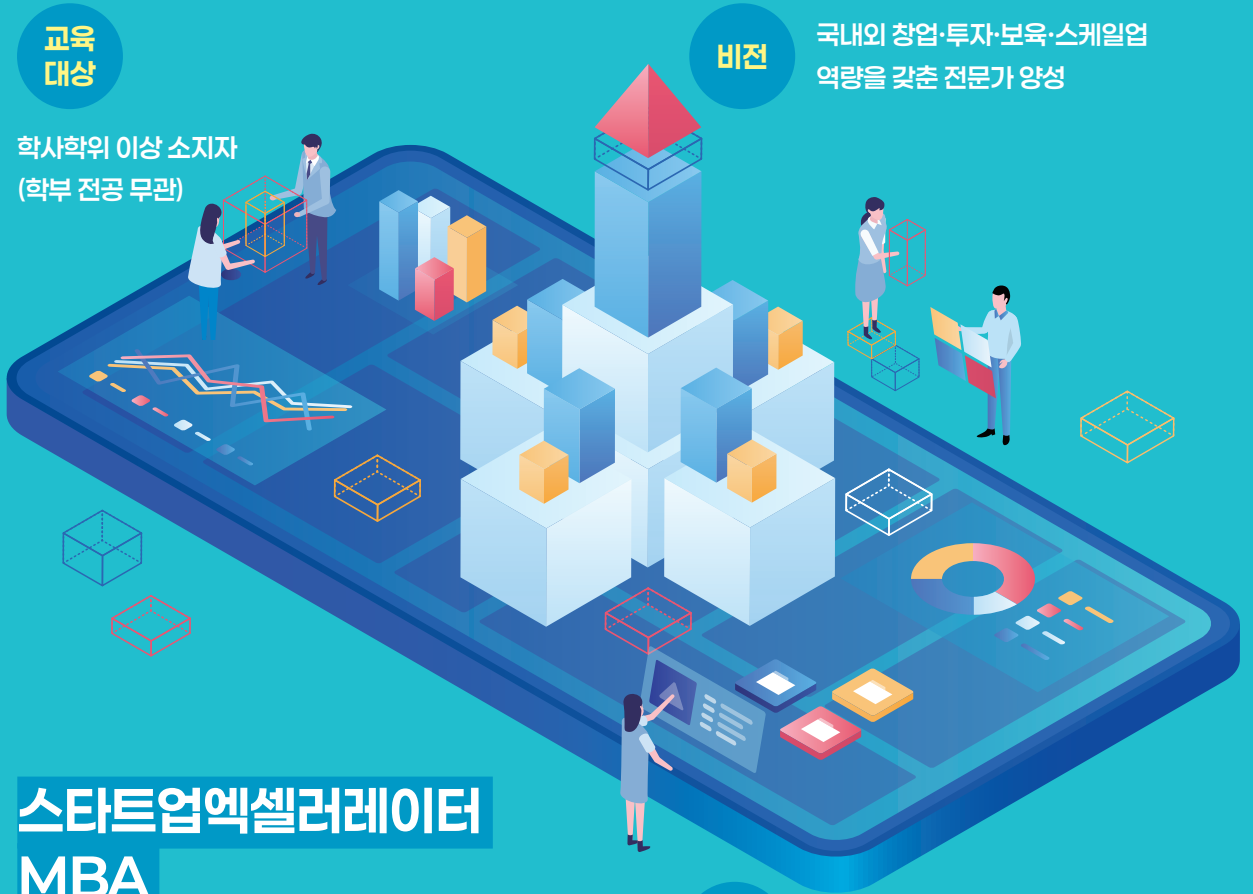 교육
대상
학사학위 이상 소지자
(학부 전공 무관)
비전
국내외 창업·투자·보육·스케일업
역량을 갖춘 전문가 양성
스타트업엑셀러레이터
MBA